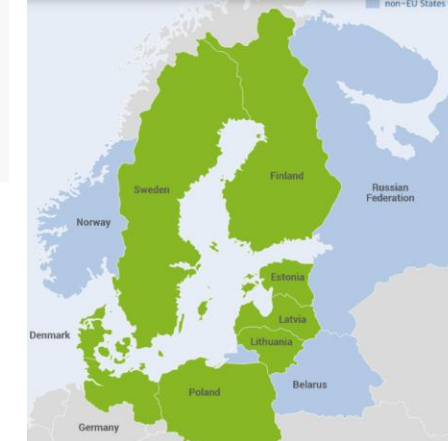 non-EU States
Sweden
Finland
Norway
Russian
Federation
Estonia
Latvia
Denmark
Lithuania
Belarus
Poland
Germany